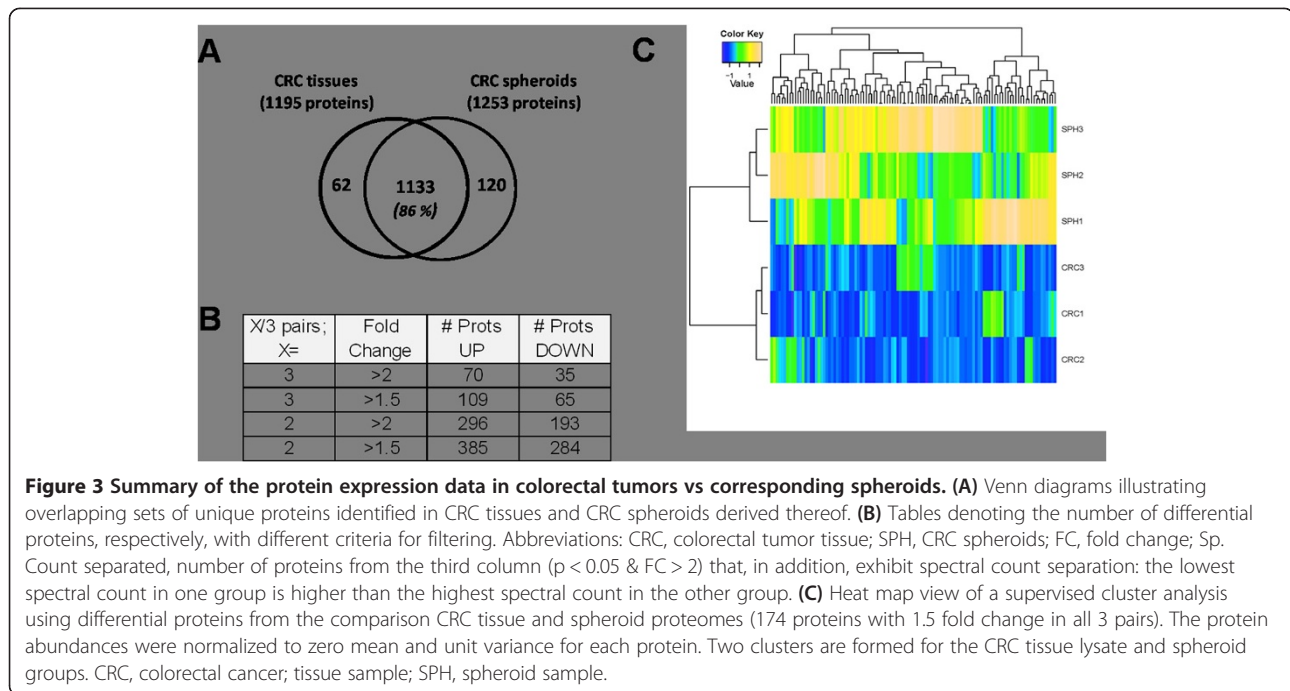 A
CRC tissues
(1195 proteins)
CRC spheroids
(1253 proteins)
62
1133
(86 %)
120
B
X/3 pairs; X= Fold Change # Prots UP # Prots DOWN
3 >2 70 35
3 >1.5 109 65
2 >2 296 193
2 >1.5 385 284
C
Color Key
−1 1
Value
SPH3
SPH2
SPH1
CRC3
CRC1
CRC2
Figure 3 Summary of the protein expression data in colorectal tumors vs corresponding spheroids. (A) Venn diagrams illustrating
overlapping sets of unique proteins identified in CRC tissues and CRC spheroids derived thereof. (B) Tables denoting the number of differential
proteins, respectively, with different criteria for filtering. Abbreviations: CRC, colorectal tumor tissue; SPH, CRC spheroids; FC, fold change; Sp.
Count separated, number of proteins from the third column (p < 0.05 & FC > 2) that, in addition, exhibit spectral count separation: the lowest
spectral count in one group is higher than the highest spectral count in the other group. (C) Heat map view of a supervised cluster analysis
using differential proteins from the comparison CRC tissue and spheroid proteomes (174 proteins with 1.5 fold change in all 3 pairs). The protein
abundances were normalized to zero mean and unit variance for each protein. Two clusters are formed for the CRC tissue lysate and spheroid
groups. CRC, colorectal cancer; tissue sample; SPH, spheroid sample.